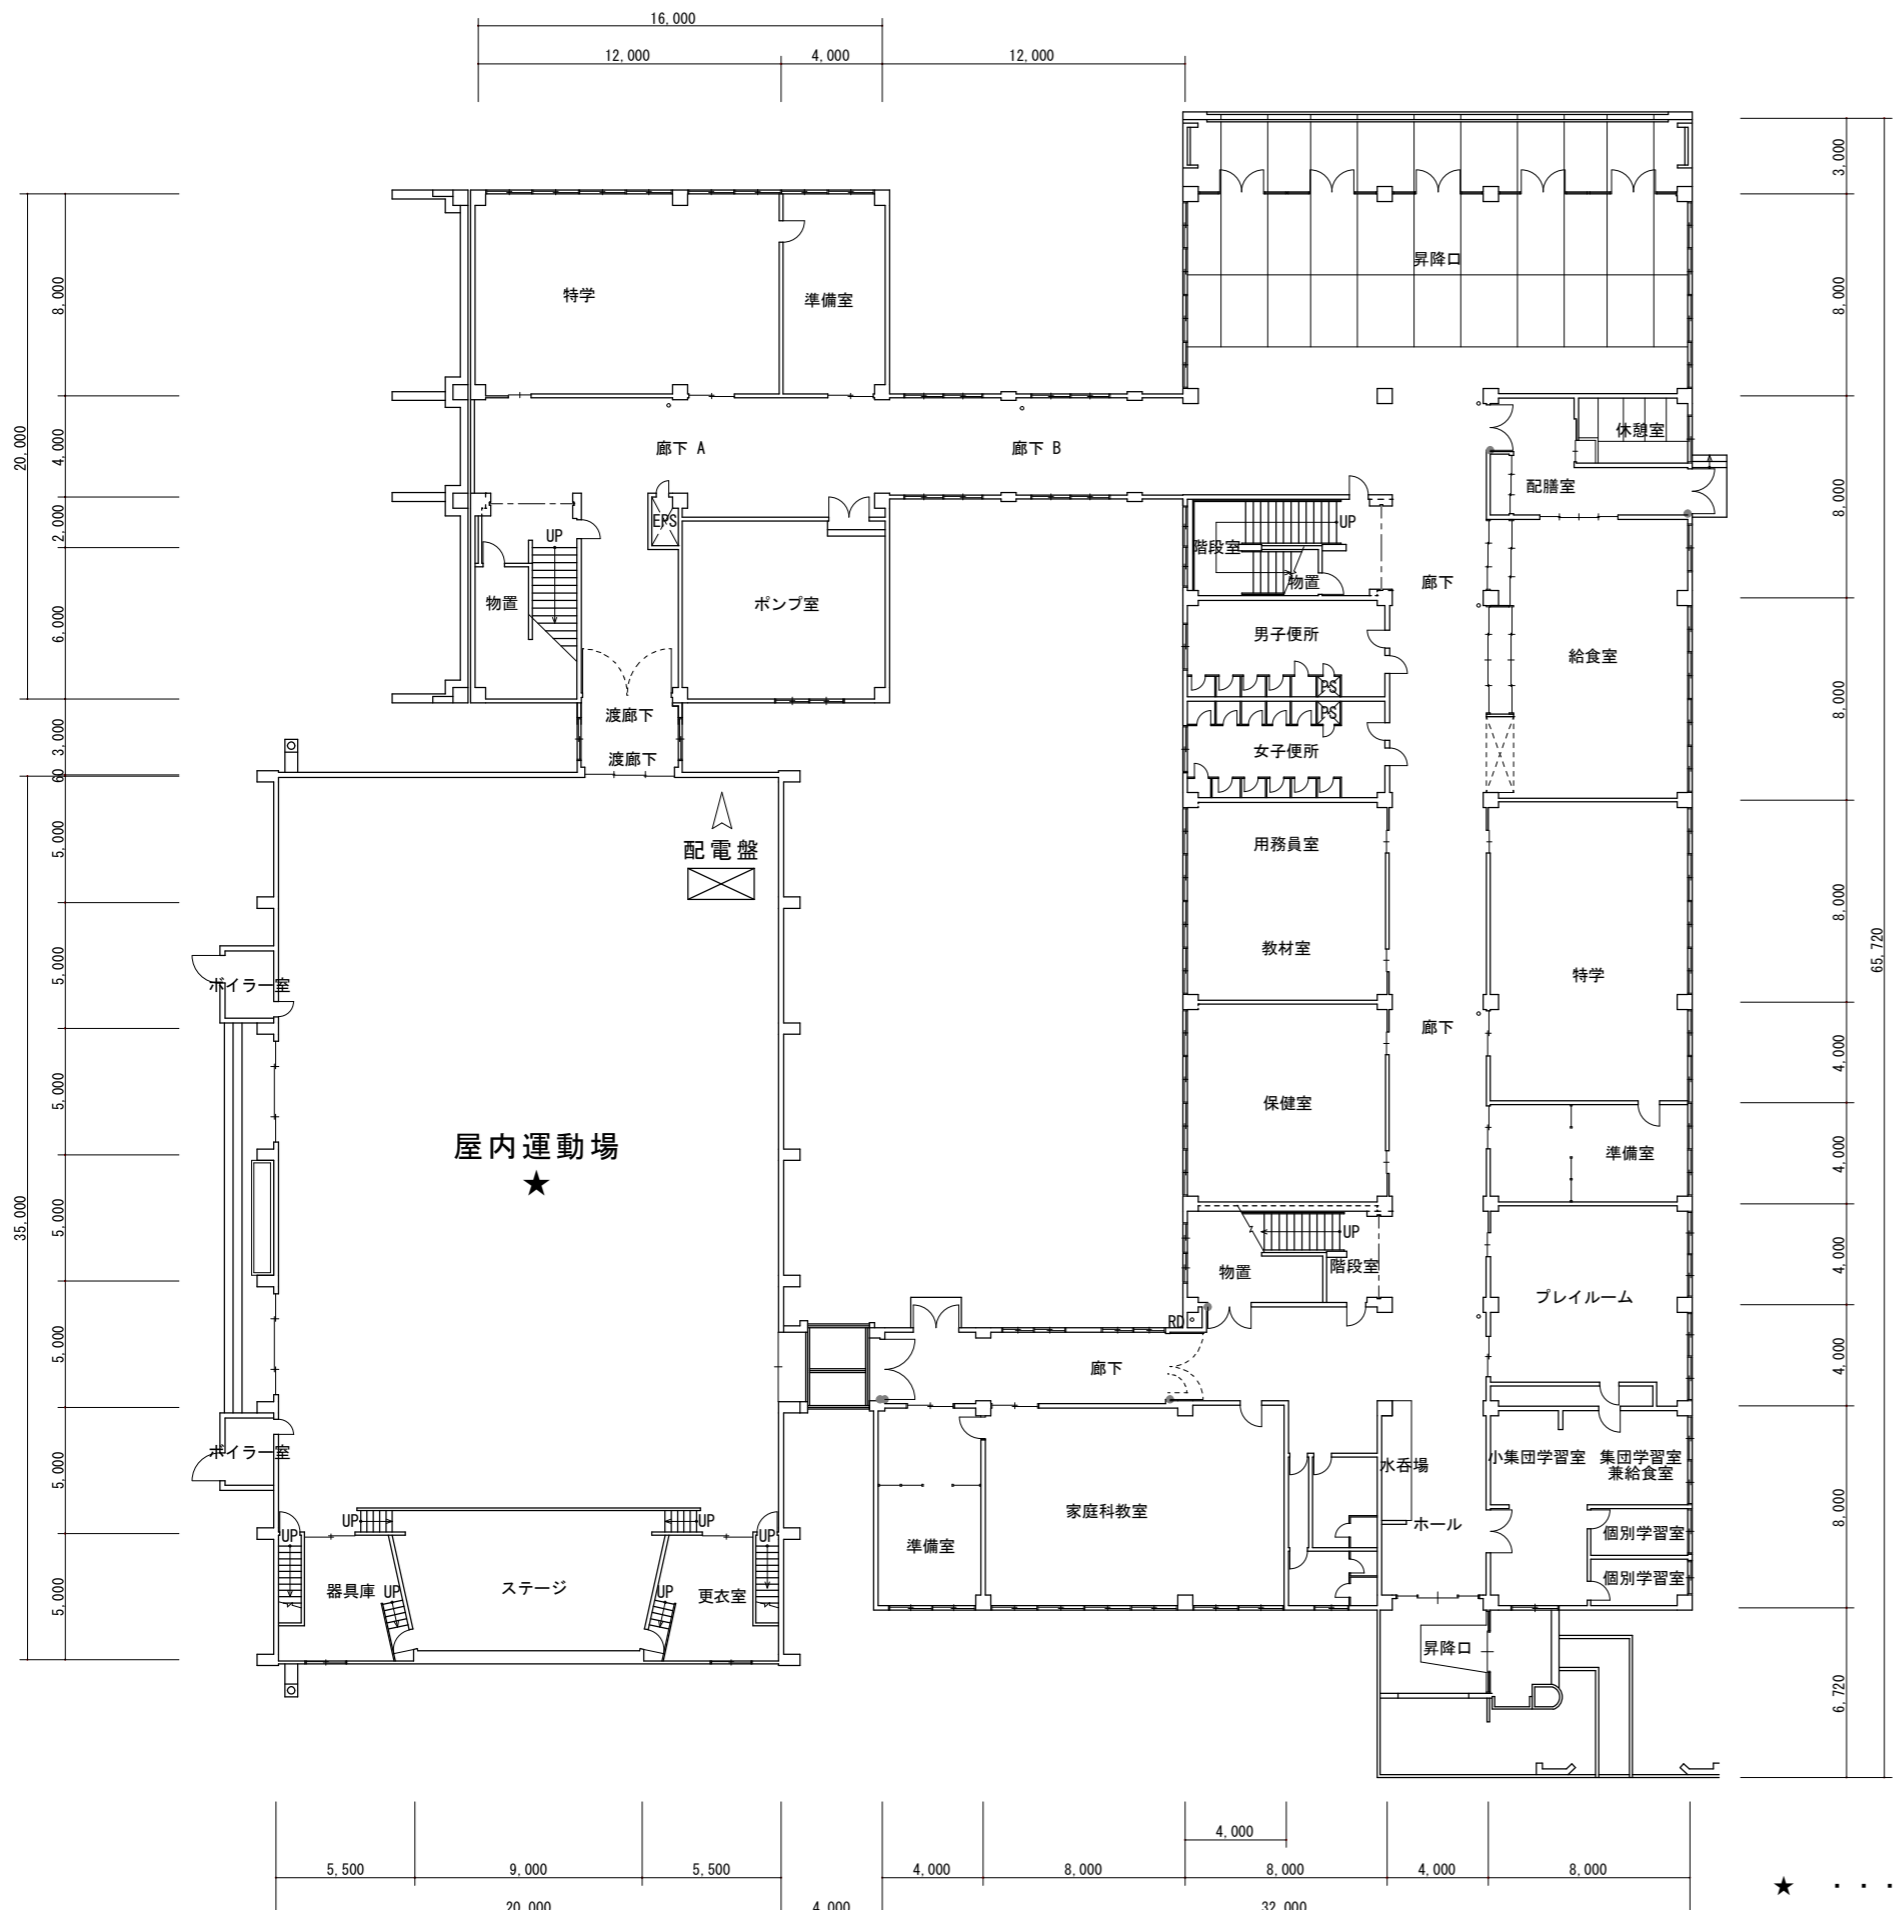 16,000
12,000
4,000
12,000
3,000
8,000
昇降口
特学
準備室
8,000
8,000
20,000
4,000
廊下 A
廊下 B
休憩室
配膳室
8,000
2,000
EPS
UP
UP
階段室
物置
廊下
6,000
物置
ポンプ室
男子便所
給食室
PS
PS
8,000
渡廊下
渡廊下
女子便所
3,000
60
5,000
配電盤
用務員室
8,000
65,720
5,000
ボイラー室
教材室
特学
廊下
4,000
5,000
屋内運動場
★
保健室
準備室
4,000
35,000
5,000
UP
階段室
物置
4,000
プレイルーム
RD
5,000
廊下
4,000
ボイラー室
5,000
水呑場
小集団学習室
集団学習室
兼給食室
家庭科教室
準備室
ホール
個別学習室
個別学習室
8,000
UP
UP
UP
UP
器具庫
UP
ステージ
UP
更衣室
5,000
昇降口
6,720
4,000
5,500
9,000
5,500
4,000
8,000
8,000
4,000
8,000
20,000
4,000
32,000
★ ・・・